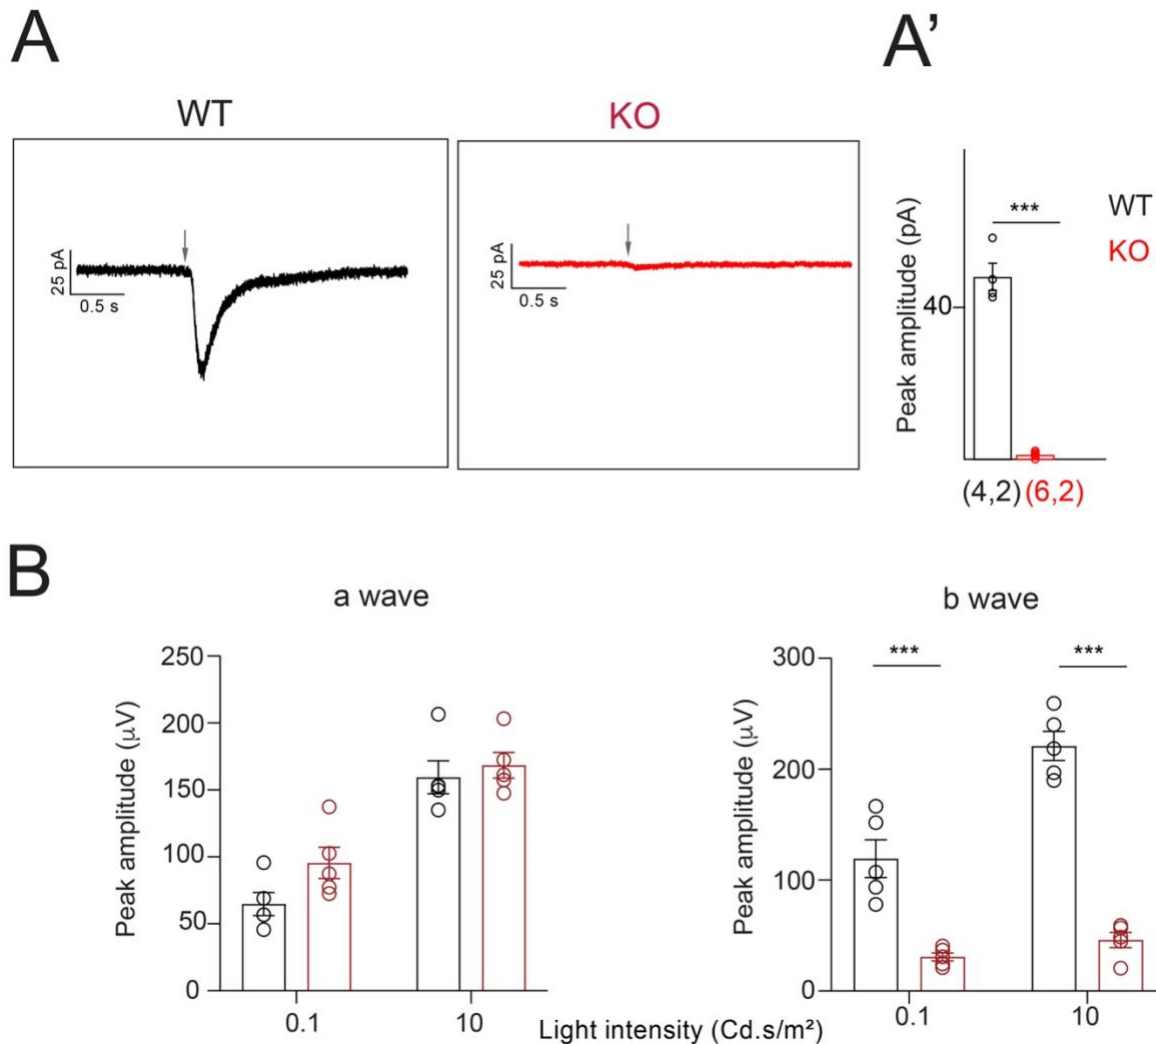 A
A’
WT
KO
25 pA
0.5 s
25 pA
0.5 s
Peak amplitude (pA)
40
***
WT
KO
(4,2) (6,2)
B
a wave
Peak amplitude (µV)
250
200
150
100
50
0
0.1
10
b wave
Peak amplitude (µV)
300
200
100
0
***
***
0.1
10
Light intensity (Cd.s/m²)